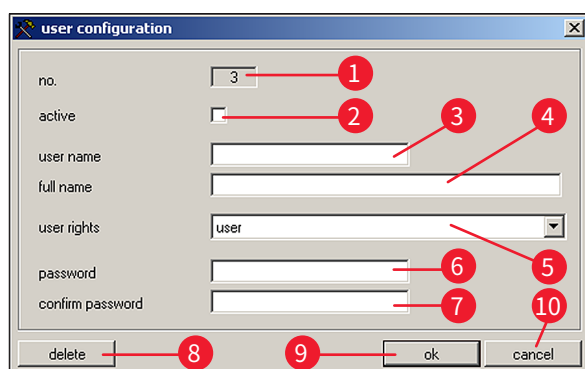 user configuration
no. 3 1
active 2
user name 3 4
full name
user rights user 5
password 6
confirm password 7
delete 8 9 ok cancel 10